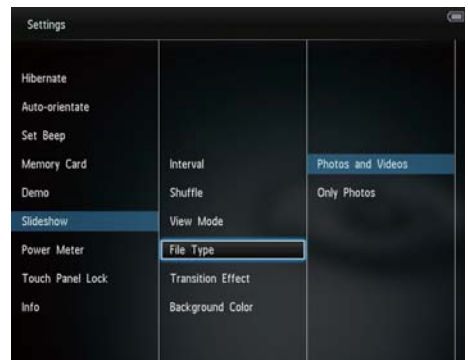 Settings
Hibernate
Auto-orientate
Set Beep
Memory Card
Demo
Slideshow
Power Meter
Touch Panel Lock
Info
Interval
Shuffle
View Mode
File Type
Transition Effect
Background Color
Photos and Videos
Only Photos